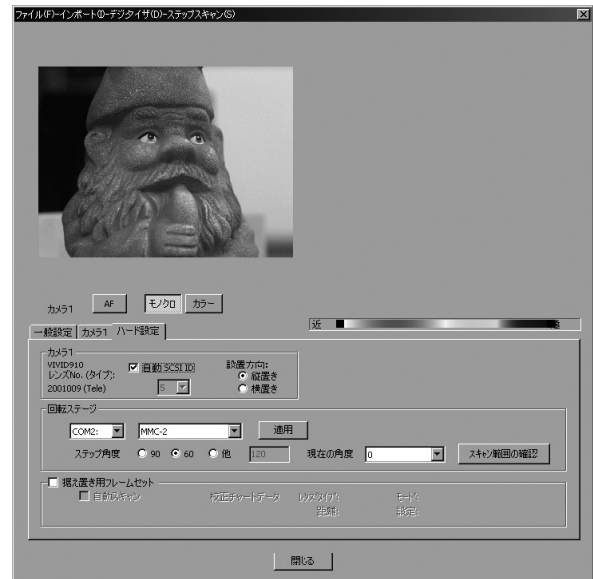 ファイル(F)-インポート(I)-デジタイザ(D)-ステップスキャン(S)
カメラ1 AF モノクロ カラー
近 遠
一般設定 カメラ1 ハード設定
カメラ1
VIVID910
レンズNo. (タイプ):
2001009 (Tele)
自動 SCSI ID
5
設置方向:
縦置き
横置き
回転ステージ
COM2: MMC-2 適用
ステップ角度 90 60 他 120 現在の角度 0 スキャン範囲の確認
据え置き用フレームセット
自動スキャン 校正チャートデータ レンズタイプ: モード:
距離: 設定:
閉じる